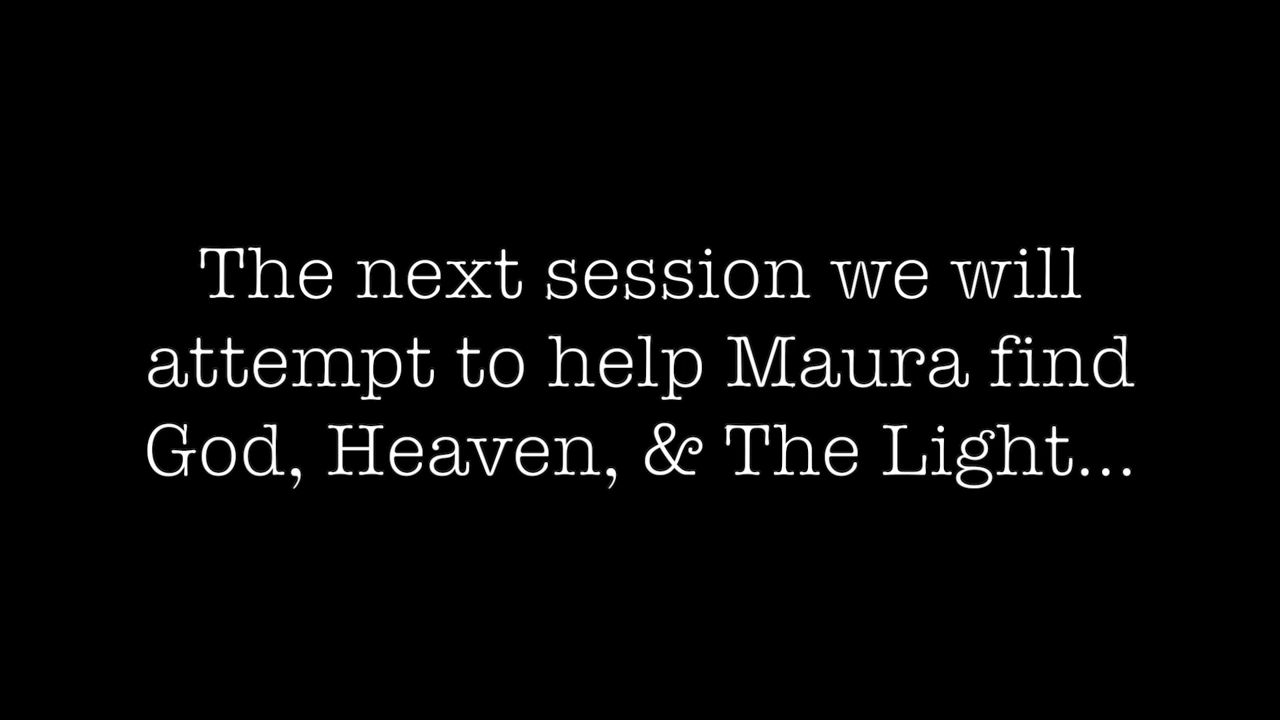 The next session we will
attempt to help Maura find
God, Heaven, & The Light...